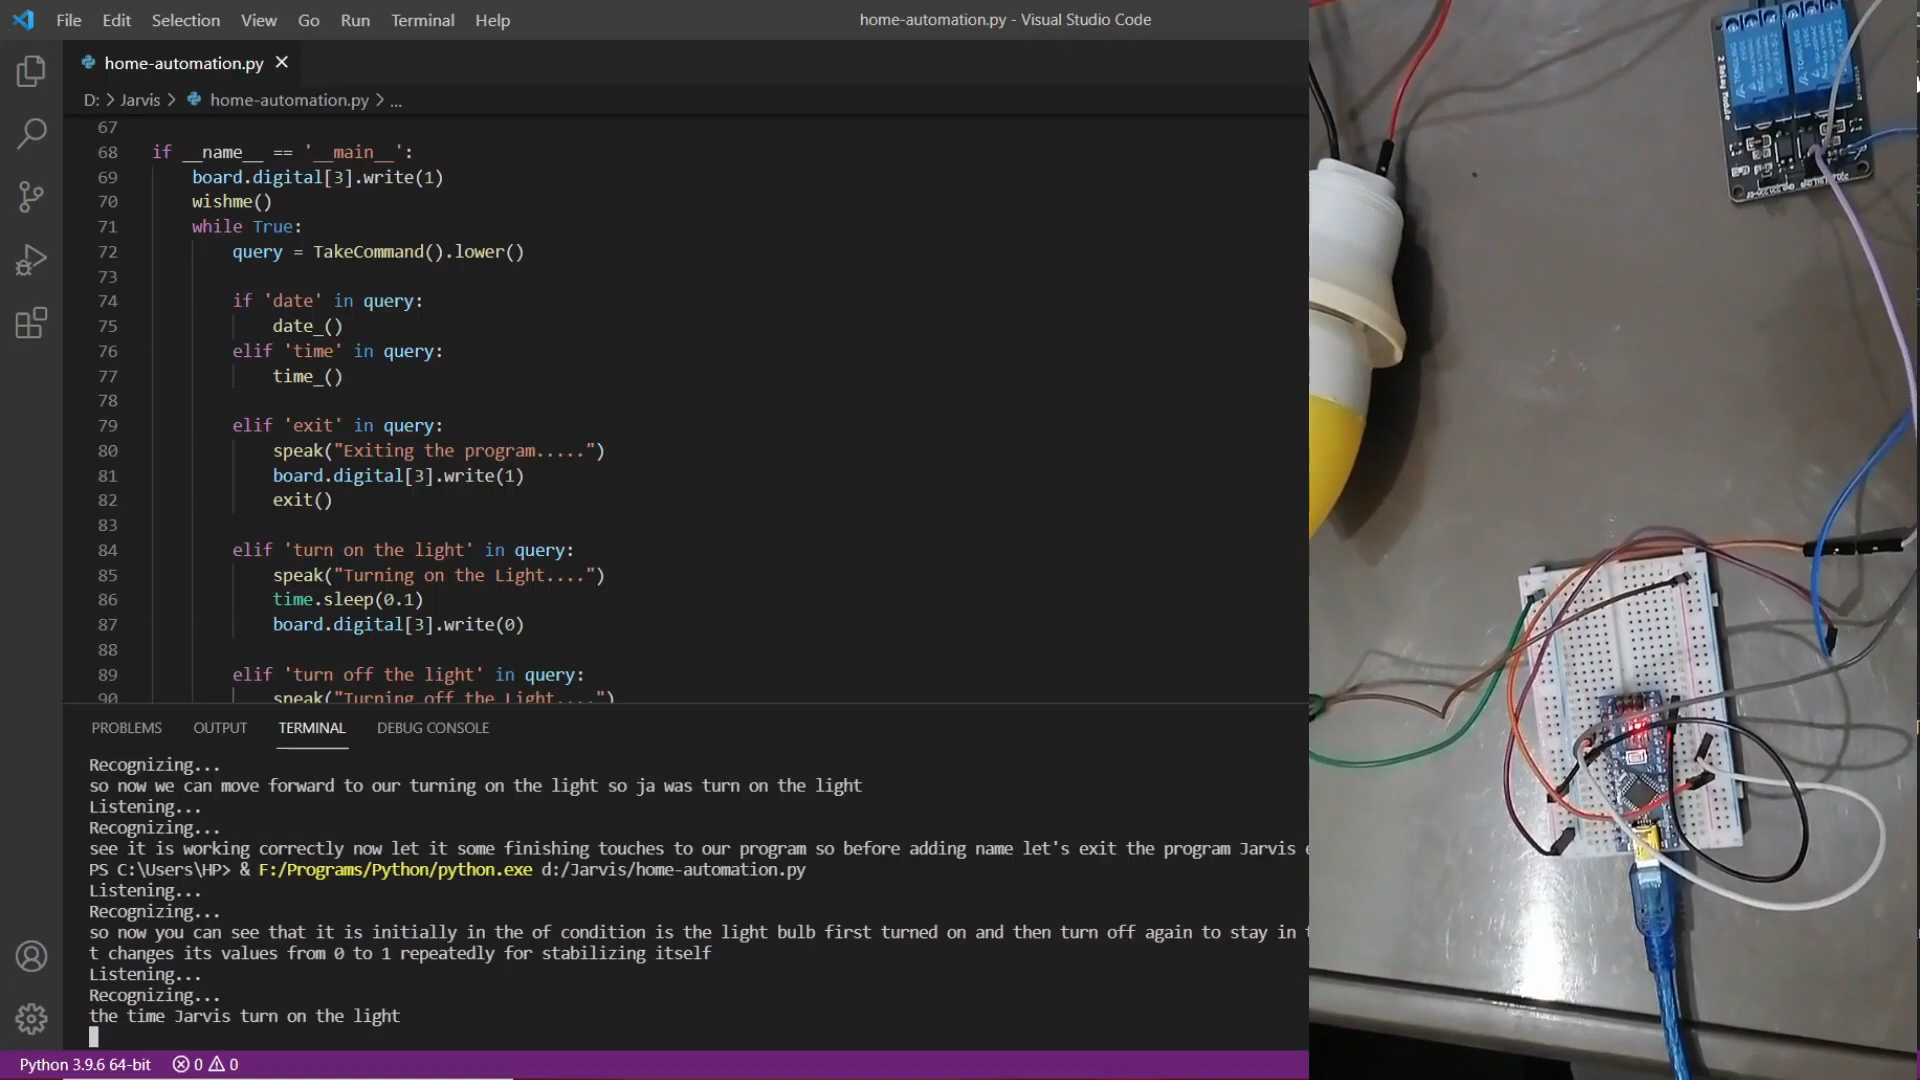 File Edit Selection View Go Run Terminal Help
home-automation.py - Visual Studio Code
home-automation.py
D: > Jarvis > home-automation.py > ...
67
68 if __name__ == '__main__':
69 board.digital[3].write(1)
70 wishme()
71 while True:
72 query = TakeCommand().lower()
73
74 if 'date' in query:
75 date_()
76 elif 'time' in query:
77 time_()
78
79 elif 'exit' in query:
80 speak("Exiting the program.....")
81 board.digital[3].write(1)
82 exit()
83
84 elif 'turn on the light' in query:
85 speak("Turning on the Light....")
86 time.sleep(0.1)
87 board.digital[3].write(0)
88
89 elif 'turn off the light' in query:
90 speak("Turning off the Light....")
PROBLEMS OUTPUT TERMINAL DEBUG CONSOLE
Recognizing...
so now we can move forward to our turning on the light so ja was turn on the light
Listening...
Recognizing...
see it is working correctly now let it some finishing touches to our program so before adding name let's exit the program Jarvis e
PS C:\Users\HP> & F:/Programs/Python/python.exe d:/Jarvis/home-automation.py
Listening...
Recognizing...
so now you can see that it is initially in the of condition is the light bulb first turned on and then turn off again to stay in t
t changes its values from 0 to 1 repeatedly for stabilizing itself
Listening...
Recognizing...
the time Jarvis turn on the light
Python 3.9.6 64-bit 0 0
2 Relay Module